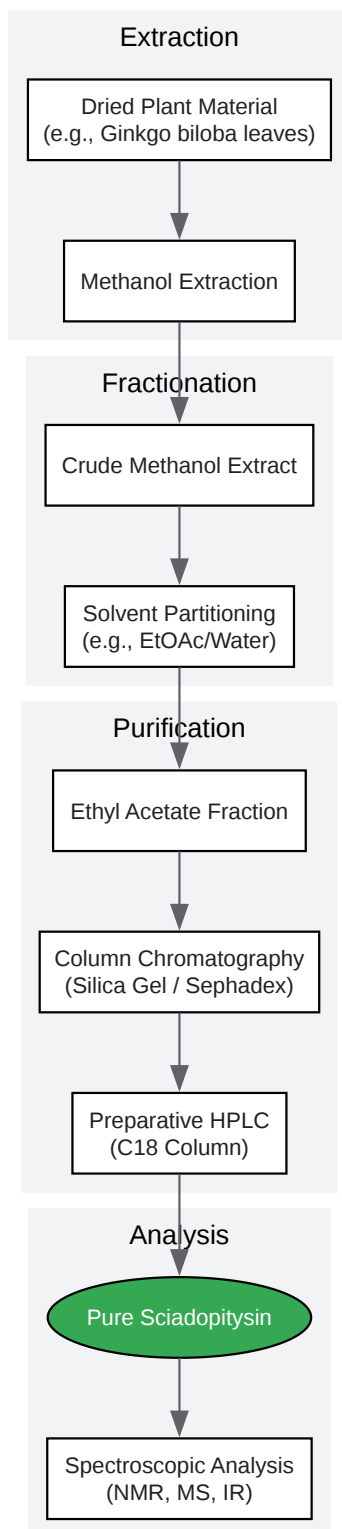 Extraction
Dried Plant Material
(e.g., Ginkgo biloba leaves)
Methanol Extraction
Fractionation
Crude Methanol Extract
Solvent Partitioning
(e.g., EtOAc/Water)
Purification
Ethyl Acetate Fraction
Column Chromatography
(Silica Gel / Sephadex)
Preparative HPLC
(C18 Column)
Analysis
Pure Sciadopitysin
Spectroscopic Analysis
(NMR, MS, IR)